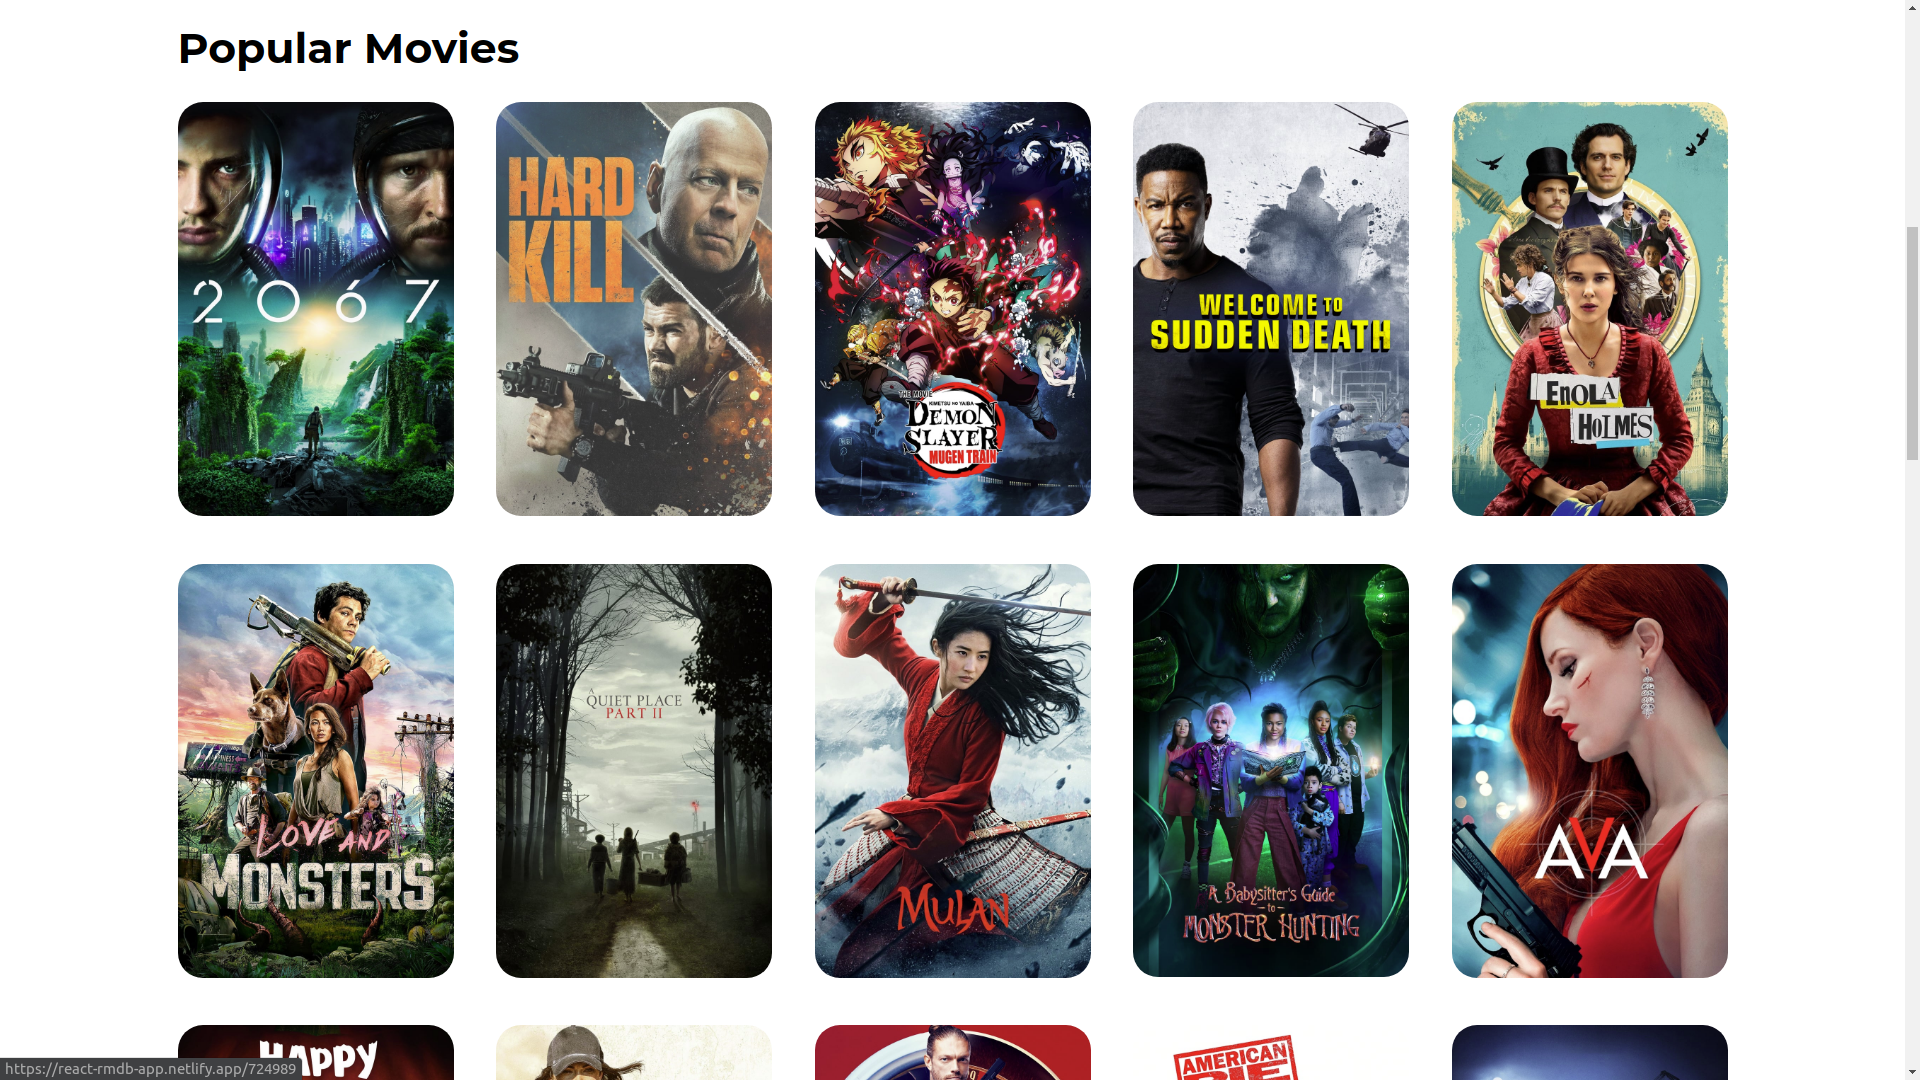 Popular Movies
2067
HARD
KILL
THE MOVIE
KIMETSU NO YAIBA
DEMON
SLAYER
MUGEN TRAIN
WELCOME TO
SUDDEN DEATH
ENOLA
HOLMES
LOVE AND
MONSTERS
A
QUIET PLACE
PART II
MULAN
A Babysitter's Guide
to
MONSTER HUNTING
AVA
HAPPY
AMERICAN
PIE
https://react-rmdb-app.netlify.app/724989